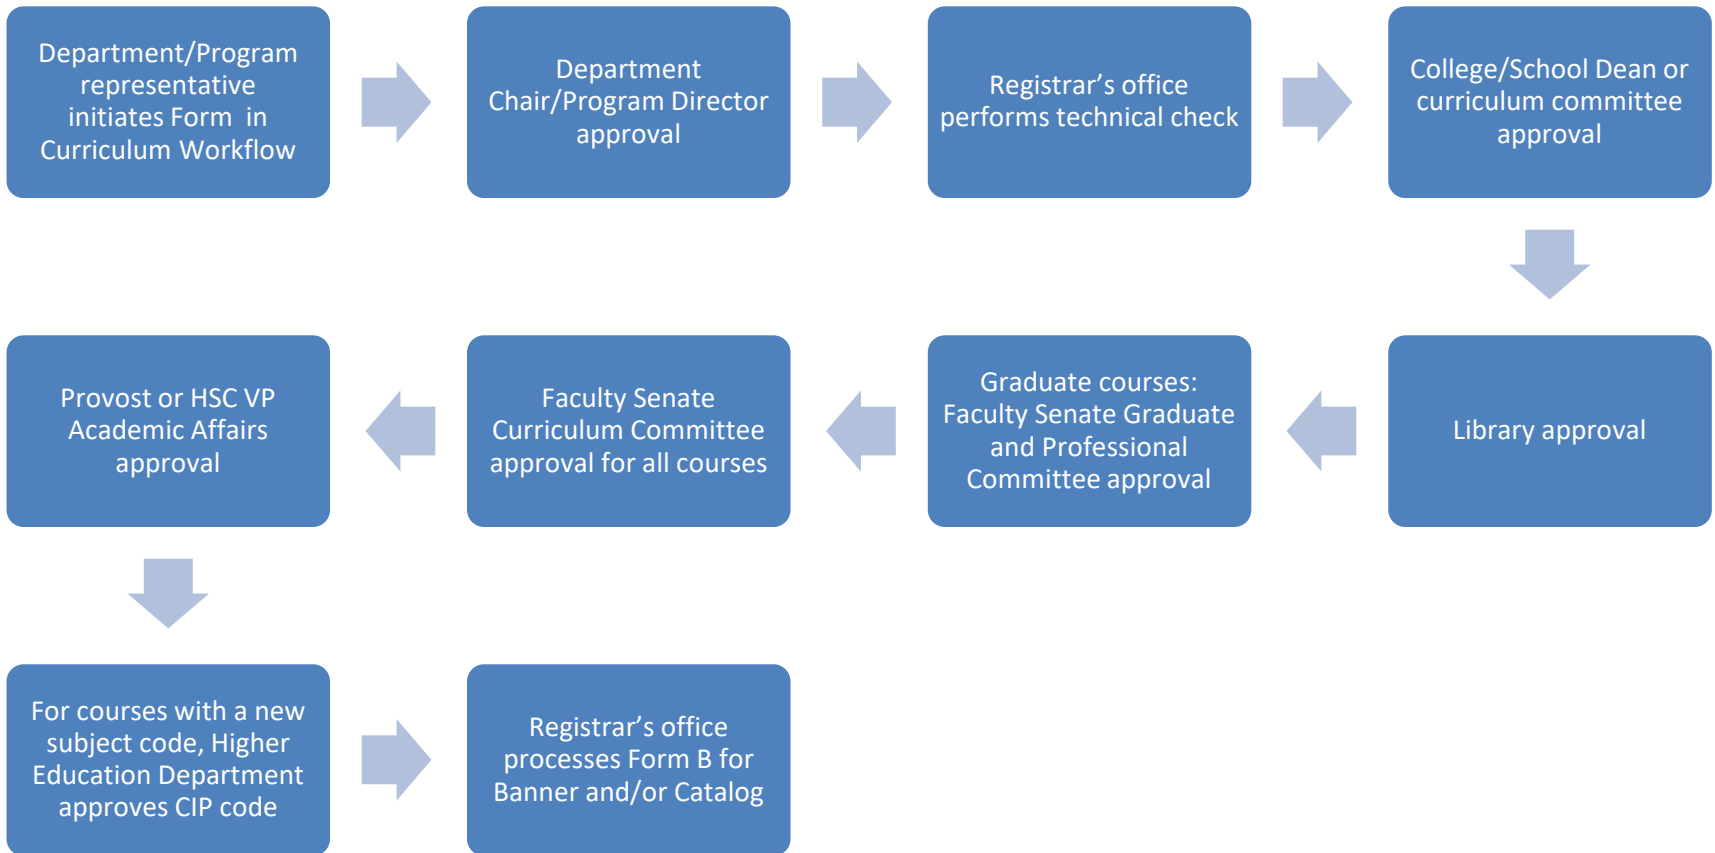 Department/Program
representative
initiates Form  in
Curriculum Workflow
Department
Chair/Program Director
approval
Registrar’s office
performs technical check
College/School Dean or
curriculum committee
approval
Library approval
Graduate courses:
Faculty Senate Graduate
and Professional
Committee approval
Faculty Senate
Curriculum Committee
approval for all courses
Provost or HSC VP
Academic Affairs
approval
For courses with a new
subject code, Higher
Education Department
approves CIP code
Registrar’s office
processes Form B for
Banner and/or Catalog